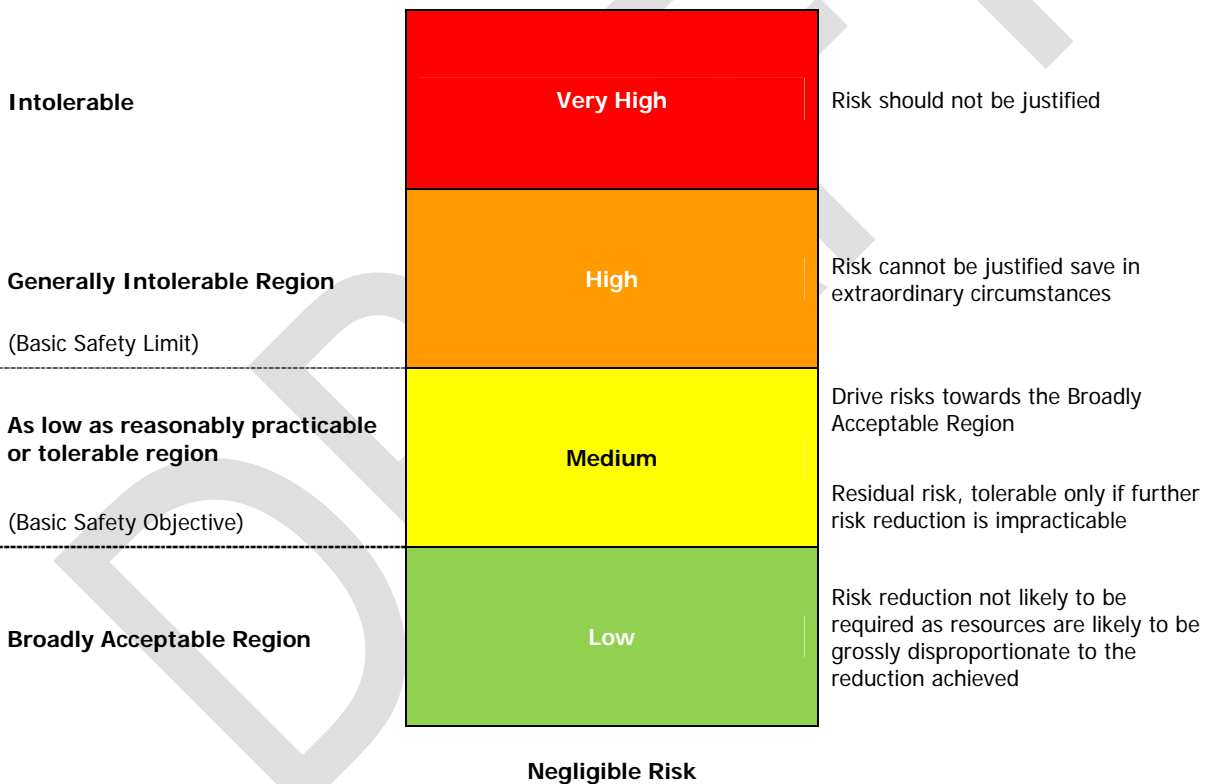 Intolerable
Very High
Risk should not be justified
Generally Intolerable Region
(Basic Safety Limit)
High
Risk cannot be justified save in
extraordinary circumstances
As low as reasonably practicable
or tolerable region
(Basic Safety Objective)
Medium
Drive risks towards the Broadly
Acceptable Region
Residual risk, tolerable only if further
risk reduction is impracticable
Broadly Acceptable Region
Low
Risk reduction not likely to be
required as resources are likely to be
grossly disproportionate to the
reduction achieved
Negligible Risk